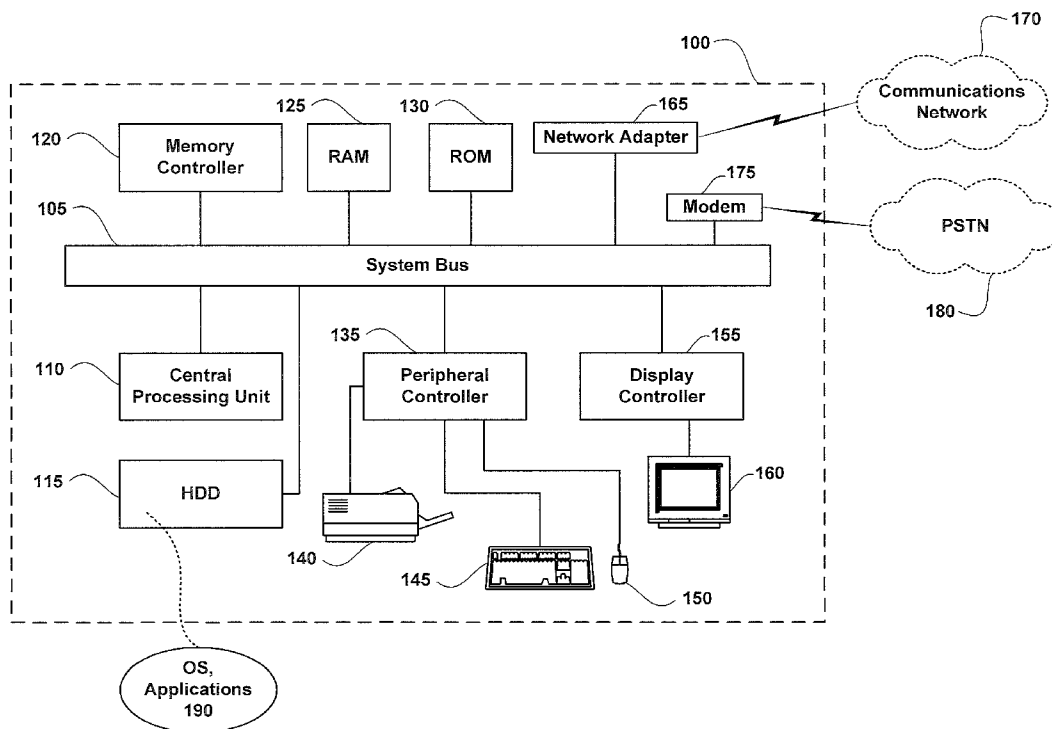 170
100
Communications
Network
125
130
165
120
Memory
Controller
RAM
ROM
Network Adapter
175
Modem
PSTN
105
System Bus
180
135
155
110
Central
Processing Unit
Peripheral
Controller
Display
Controller
115
HDD
160
140
145
150
OS,
Applications
190